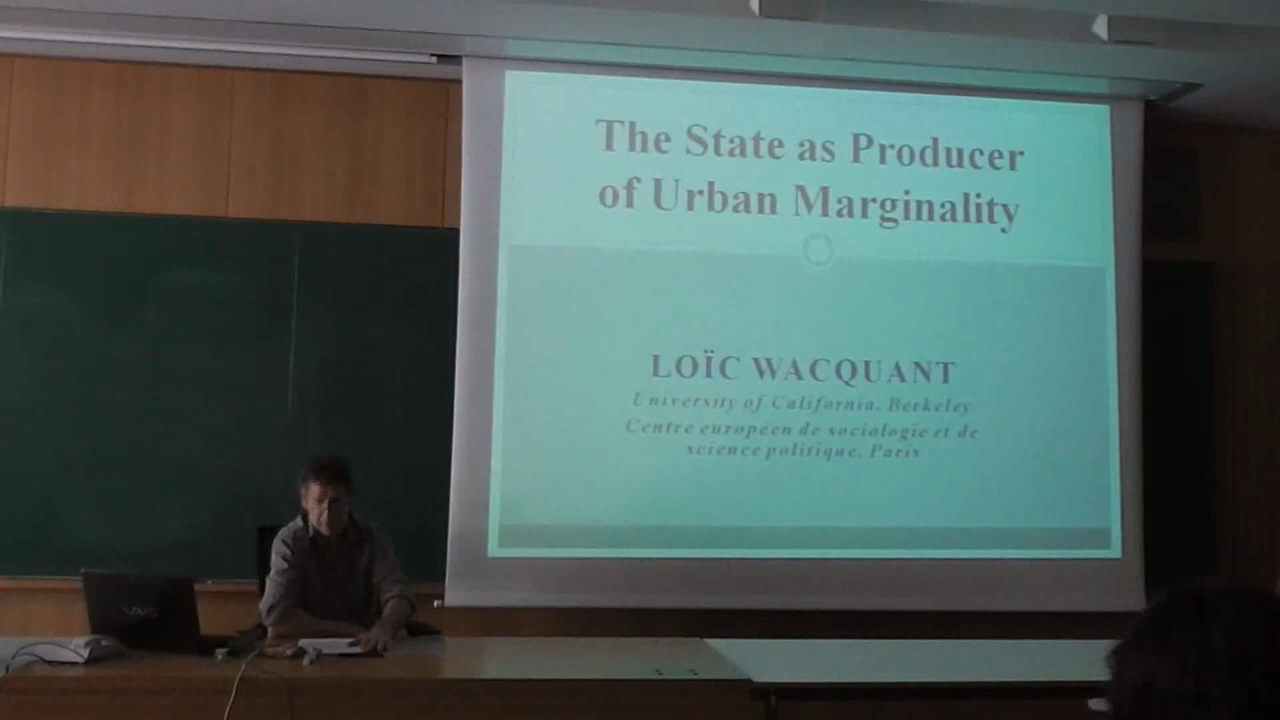 The State as Producer
of Urban Marginality
LOÏC WACQUANT
University of California, Berkeley
Centre europeen de sociologie et de
science politique, Paris
VAIO